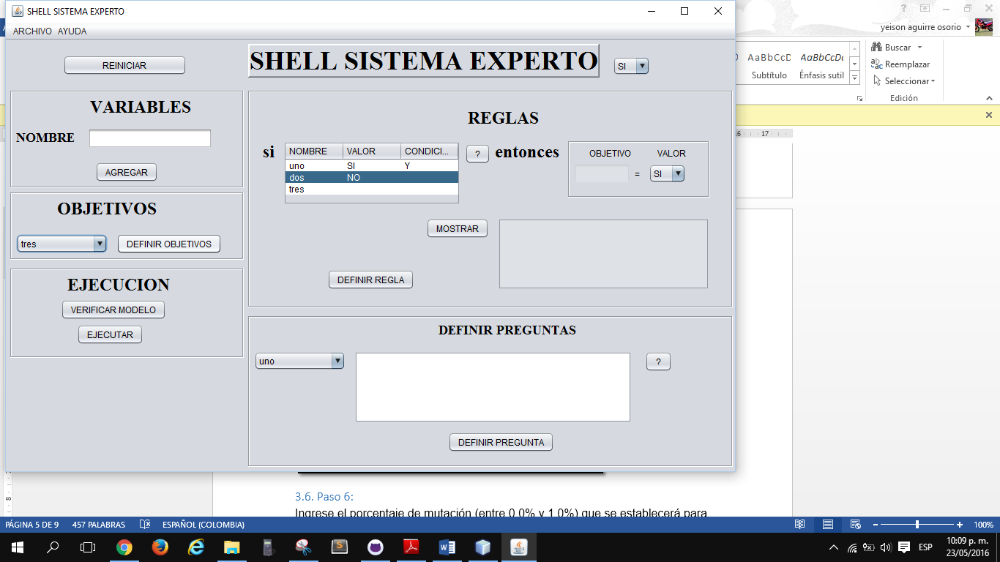 SHELL SISTEMA EXPERTO
ARCHIVO AYUDA
REINICIAR
SHELL SISTEMA EXPERTO
SI
VARIABLES
NOMBRE
AGREGAR
OBJETIVOS
tres
DEFINIR OBJETIVOS
EJECUCION
VERIFICAR MODELO
EJECUTAR
REGLAS
si
NOMBRE VALOR CONDICI...
uno SI Y
dos NO
tres
?
entonces
OBJETIVO VALOR
= SI
MOSTRAR
DEFINIR REGLA
DEFINIR PREGUNTAS
uno
?
DEFINIR PREGUNTA
yeison aguirre osorio
AaBbCcD AaBbCcDc
Subtítulo Énfasis sutil
Buscar
Reemplazar
Seleccionar
Edición
16 17
3.6. Paso 6:
Ingrese el porcentaje de mutación (entre 0.0% y 1.0%) que se establecerá para
8
PÁGINA 5 DE 9 457 PALABRAS ESPAÑOL (COLOMBIA) 100%
ESP
10:09 p. m.
23/05/2016